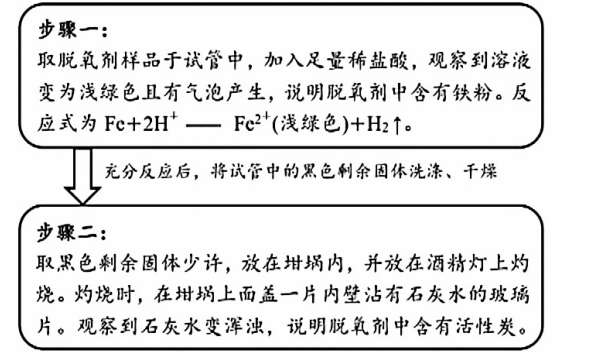 步骤一:
取脱氧剂样品于试管中，加入足量稀盐酸，观察到溶液
变为浅绿色且有气泡产生，说明脱氧剂中含有铁粉。反
应式为 Fe+2H⁺ —— Fe²⁺(浅绿色)+H₂↑。
充分反应后，将试管中的黑色剩余固体洗涤、干燥
步骤二:
取黑色剩余固体少许，放在坩埚内，并放在酒精灯上灼
烧。灼烧时，在坩埚上面盖一片内壁沾有石灰水的玻璃
片。观察到石灰水变浑浊，说明脱氧剂中含有活性炭。